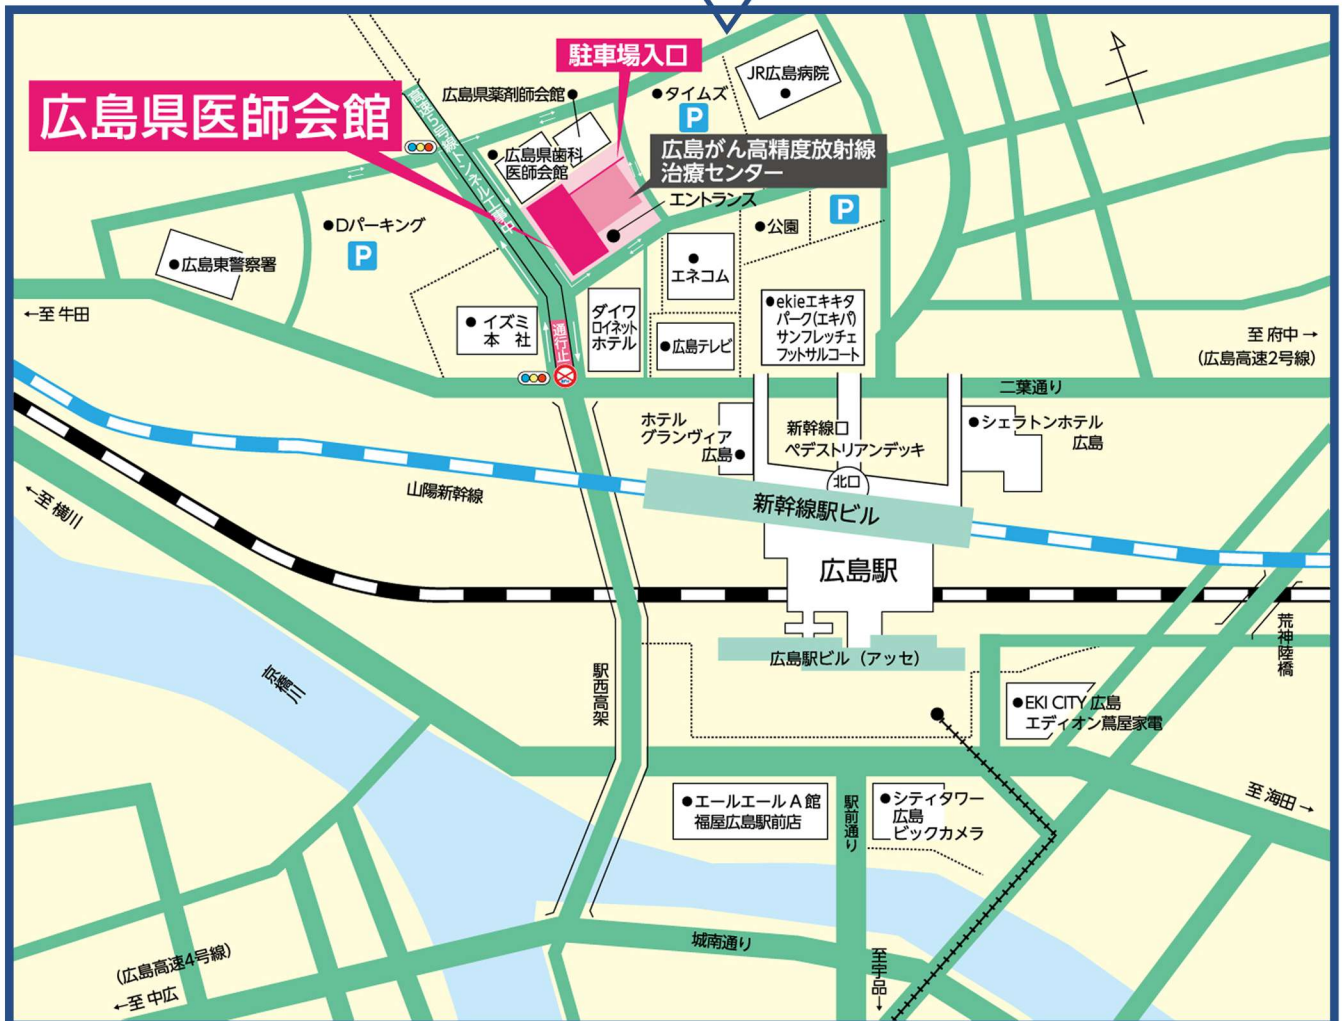 駐車場入口
JR広島病院
広島県医師会館
広島県薬剤師会館
タイムズ
P
高速5号線トンネル工事中
広島県歯科
医師会館
広島がん高精度放射線
治療センター
エントランス
P
公園
Dパーキング
P
広島東警察署
エネコム
←至 牛田
イズミ
本 社
通行止
ダイワ
ロイネット
ホテル
広島テレビ
ekieエキキタ
パーク(エキパ)
サンフレッチェ
フットサルコート
至 府中→
(広島高速2号線)
二葉通り
ホテル
グランヴィア
広島
新幹線口
ペデストリアンデッキ
シェラトンホテル
広島
北口
山陽新幹線
新幹線駅ビル
←至 横川
広島駅
荒神陸橋
広島駅ビル(アッセ)
京橋川
駅西高架
EKI CITY 広島
エディオン蔦屋家電
エールエール A 館
福屋広島駅前店
駅前通り
シティタワー
広島
ビックカメラ
至 海田→
城南通り
(広島高速4号線)
←至 中広
至宇品→